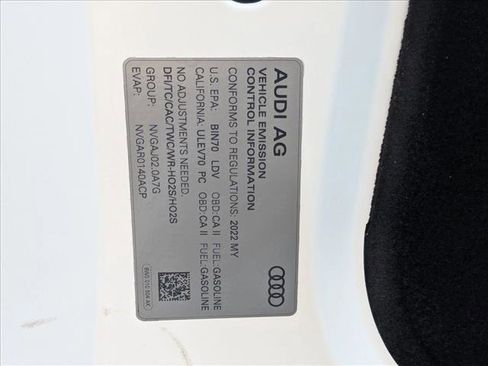 AUDI AG
VEHICLE EMISSION
CONTROL INFORMATION
CONFORMS TO REGULATIONS: 2022 MY
U.S. EPA: BIN70 LDV OBD:CA II FUEL:GASOLINE
CALIFORNIA: ULEV70 PC OBD:CA II FUEL:GASOLINE
NO ADJUSTMENTS NEEDED.
DFI/TC/CAC/TWC/WR-HO2S/HO2S
GROUP: NVGAJ02.0A7G
EVAP: NVGAR0140ACP